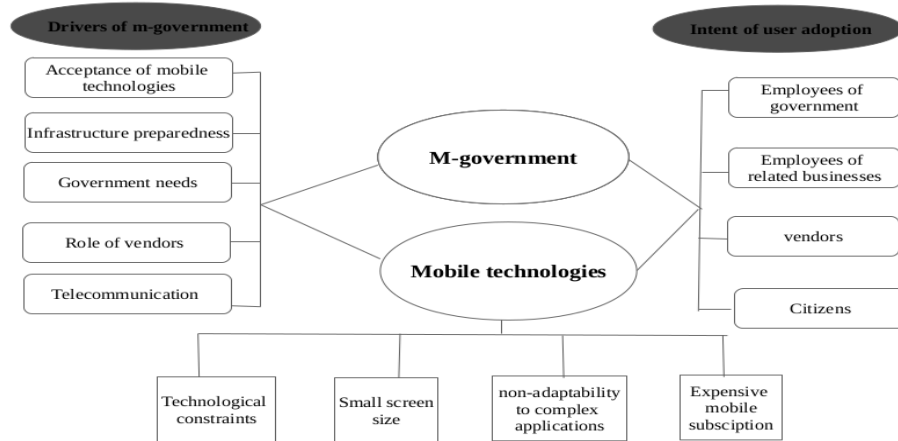 Drivers of m-government
Intent of user adoption
Acceptance of mobile
technologies
Infrastructure preparedness
Government needs
Role of vendors
Telecommunication
M-government
Mobile technologies
Employees of
government
Employees of
related businesses
vendors
Citizens
Technological
constraints
Small screen
size
non-adaptability
to complex
applications
Expensive
mobile
subsciption